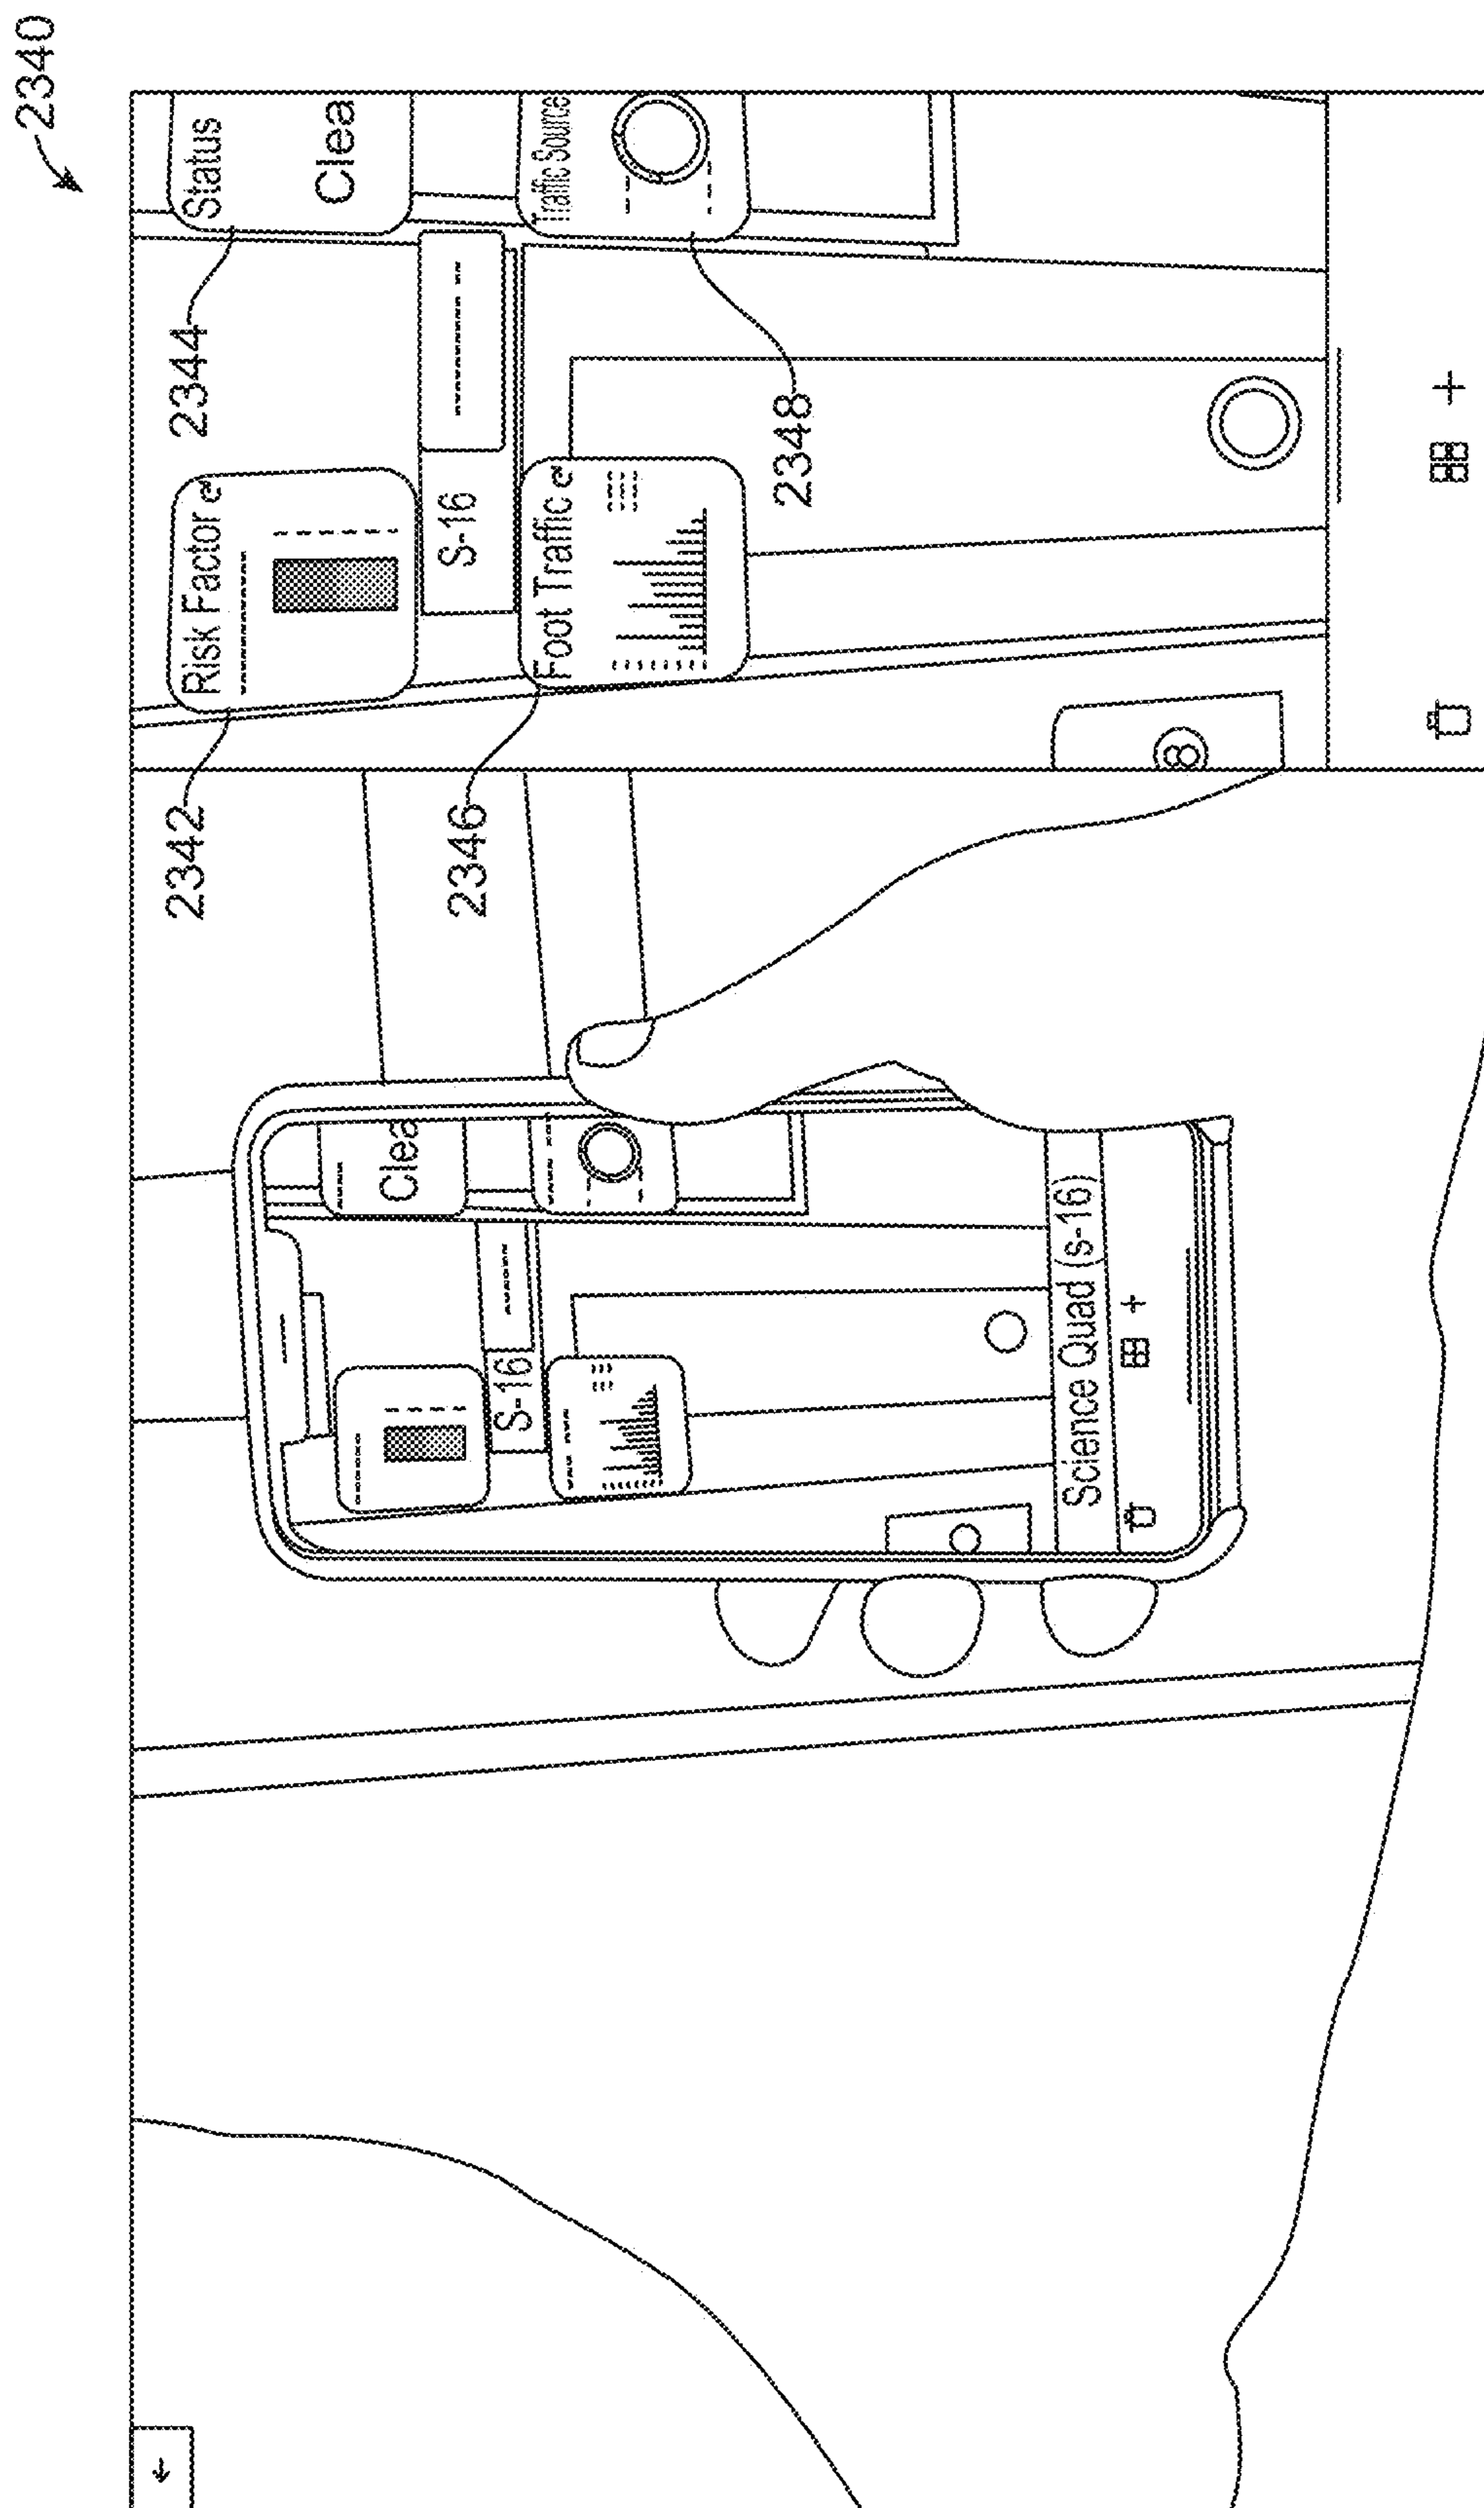 2340
Status
Clea
2344
Traffic Source
2348
Risk Factor
S-16
Foot Traffic
2342
2346
8
Clea
S-16
Science Quad (s-16)